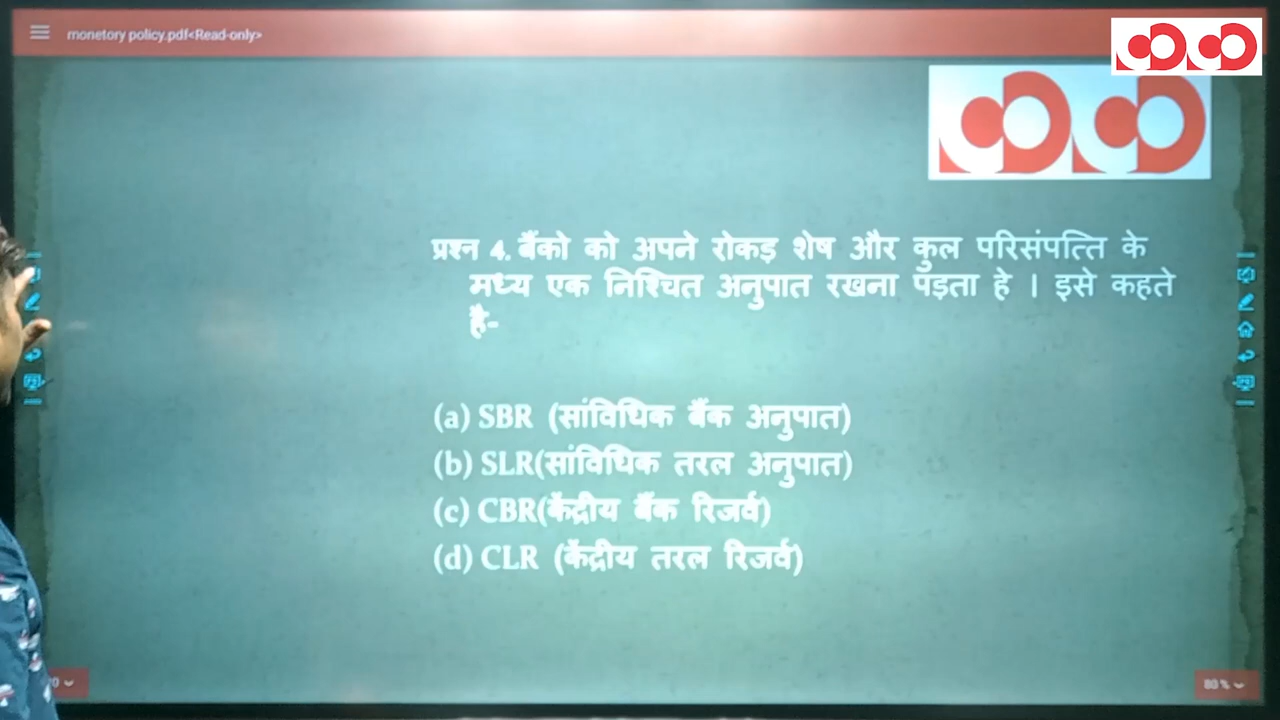 monetory policy.pdf<Read-only>
प्रश्न 4. बैंको को अपने रोकड़ शेष और कुल परिसंपत्ति के
मध्य एक निश्चित अनुपात रखना पड़ता हे । इसे कहते
है-
(a) SBR (सांविधिक बैंक अनुपात)
(b) SLR(सांविधिक तरल अनुपात)
(c) CBR(केंद्रीय बैंक रिजर्व)
(d) CLR (केंद्रीय तरल रिजर्व)
80 %